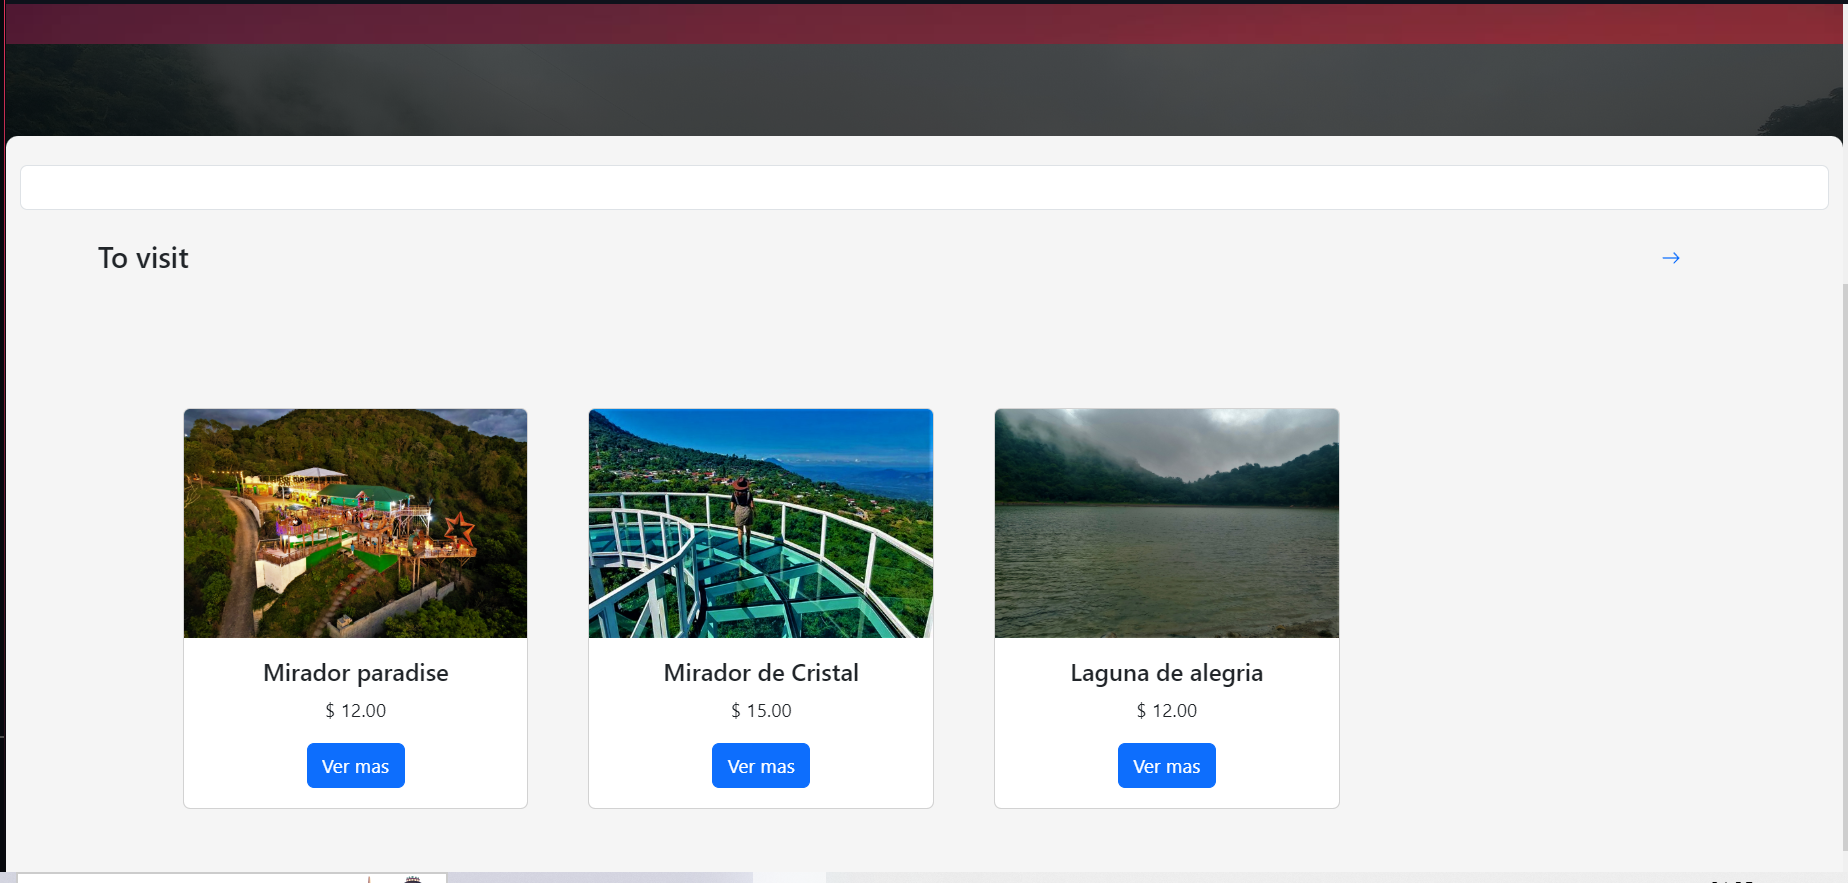 To visit
Mirador paradise
$ 12.00
Ver mas
Mirador de Cristal
$ 15.00
Ver mas
Laguna de alegria
$ 12.00
Ver mas